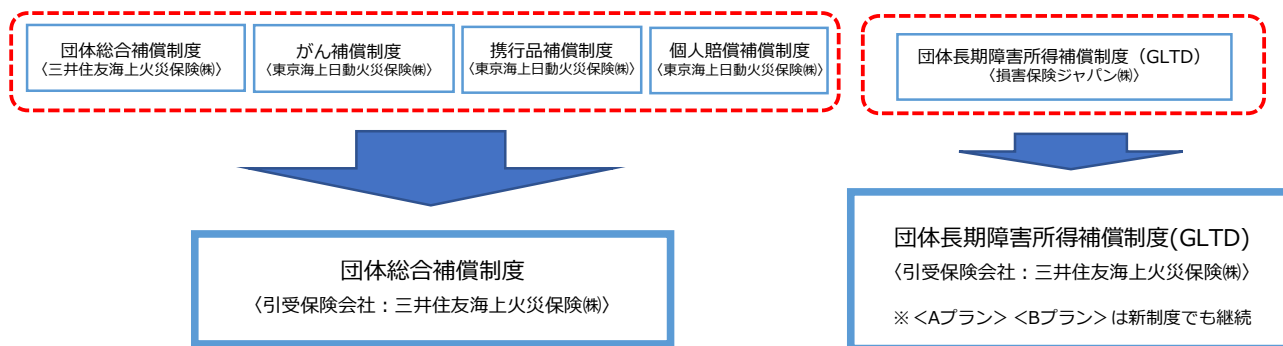 団体総合補償制度
〈三井住友海上火災保険㈱〉
がん補償制度
〈東京海上日動火災保険㈱〉
携行品補償制度
〈東京海上日動火災保険㈱〉
個人賠償補償制度
〈東京海上日動火災保険㈱〉
団体長期障害所得補償制度（GLTD）
〈損害保険ジャパン㈱〉
団体総合補償制度
〈引受保険会社：三井住友海上火災保険㈱〉
団体長期障害所得補償制度(GLTD)
〈引受保険会社：三井住友海上火災保険㈱〉
※＜Aプラン＞＜Bプラン＞は新制度でも継続